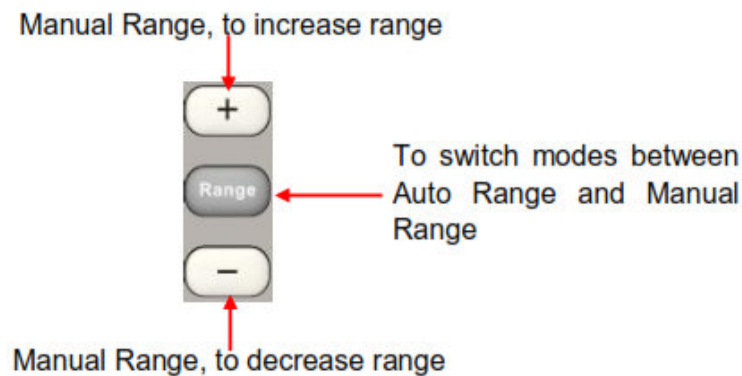 Manual Range, to increase range
+
Range
To switch modes between
Auto Range and Manual
Range
−
Manual Range, to decrease range